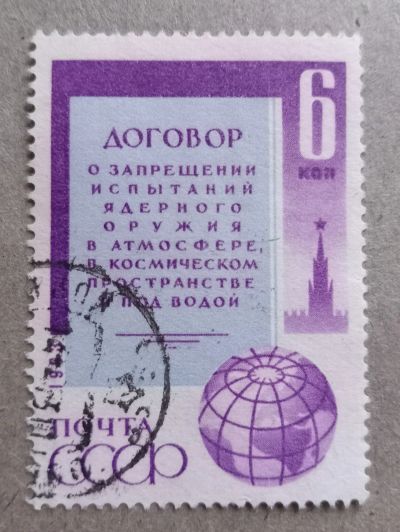 ДОГОВОР
О ЗАПРЕЩЕНИИ
ИСПЫТАНИЙ
ЯДЕРНОГО
ОРУЖИЯ
В АТМОСФЕРЕ,
В КОСМИЧЕСКОМ
ПРОСТРАНСТВЕ
И ПОД ВОДОЙ
6
КОП
ПОЧТА
СССР